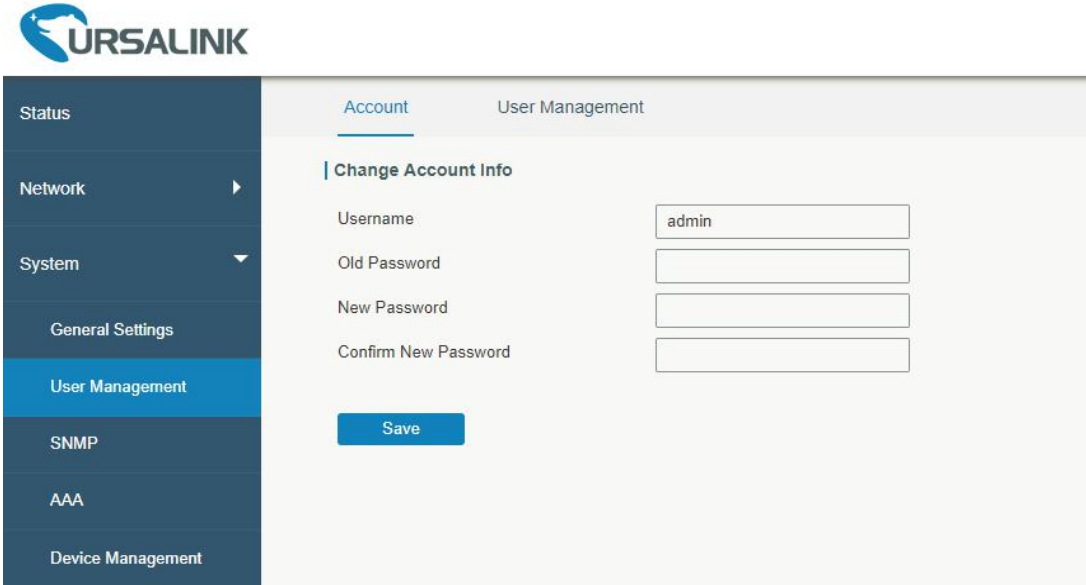 URSALINK
Status
Network
System
General Settings
User Management
SNMP
AAA
Device Management
Account User Management
Change Account Info
Username admin
Old Password
New Password
Confirm New Password
Save